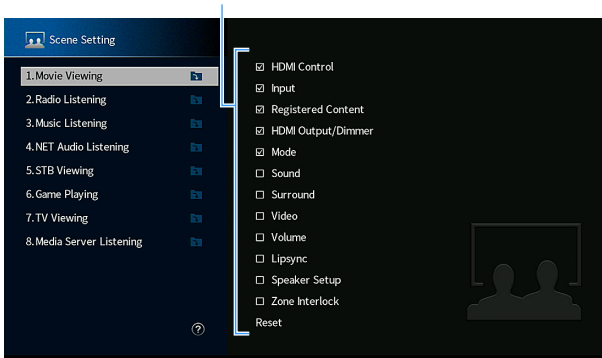 Scene Setting
1.Movie Viewing
2.Radio Listening
3.Music Listening
4.NET Audio Listening
5.STB Viewing
6.Game Playing
7.TV Viewing
8.Media Server Listening
?
HDMI Control
Input
Registered Content
HDMI Output/Dimmer
Mode
Sound
Surround
Video
Volume
Lipsync
Speaker Setup
Zone Interlock
Reset